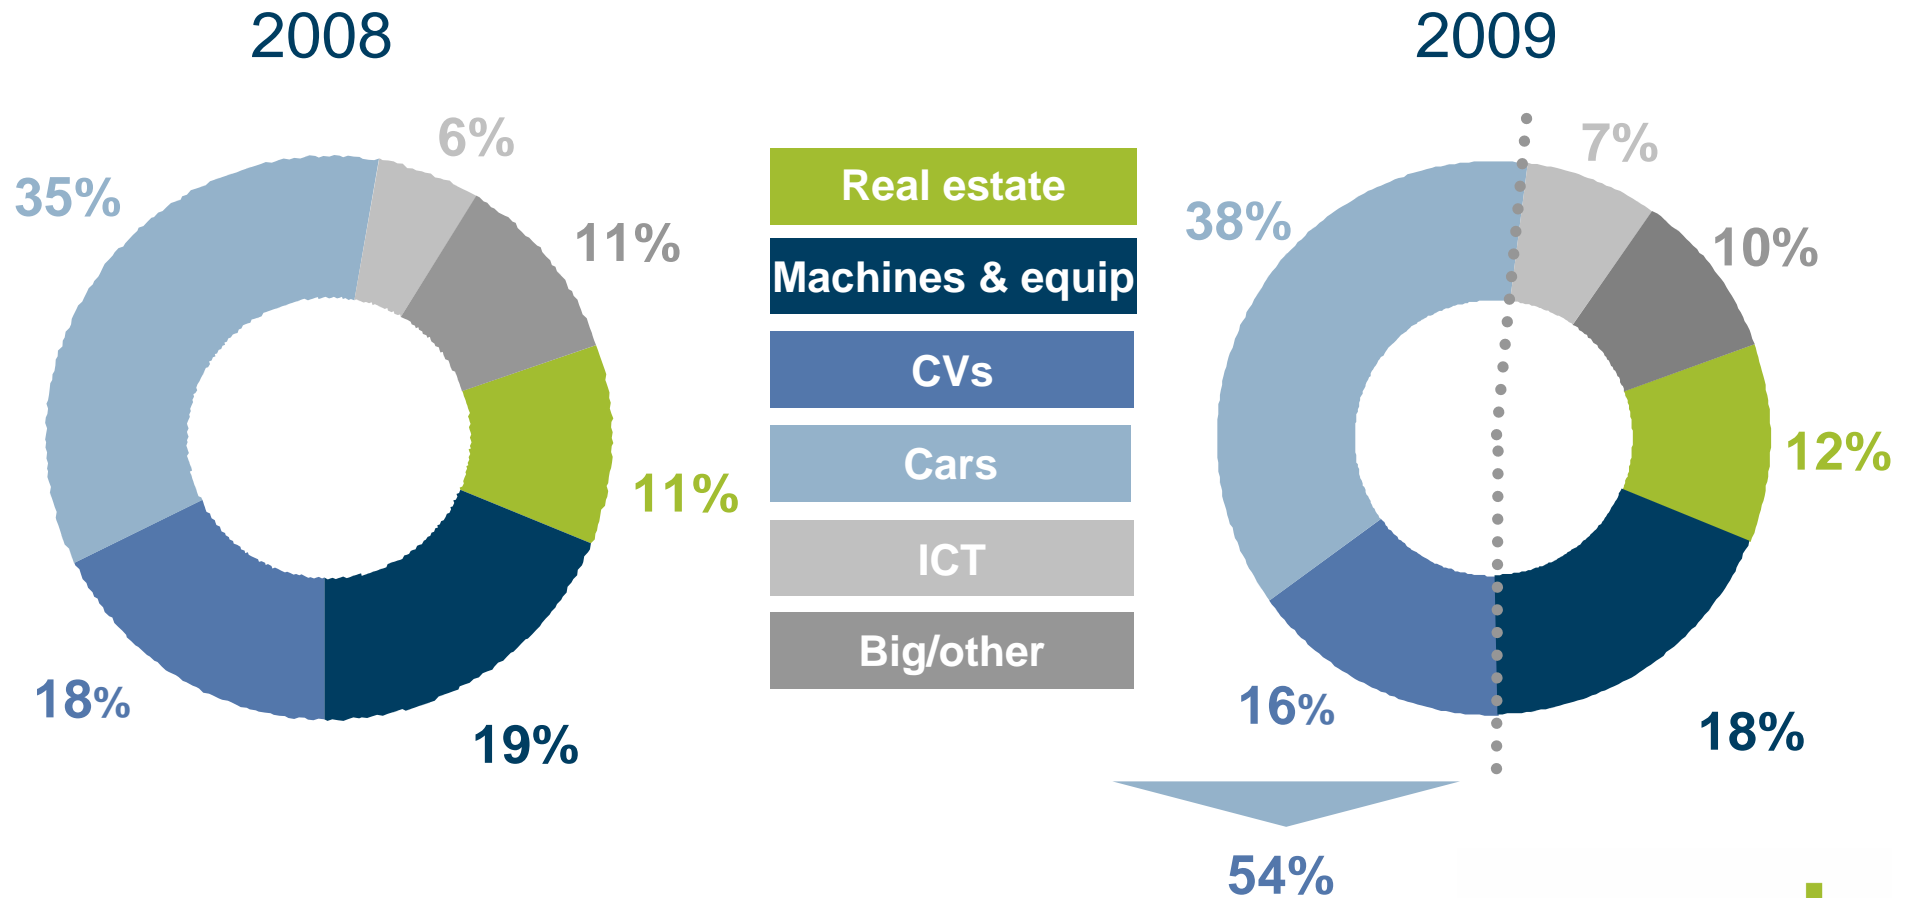 2008
2009
6%
35%
11%
11%
18%
19%
Real estate
Machines & equip
CVs
Cars
ICT
Big/other
7%
38%
10%
12%
16%
18%
54%